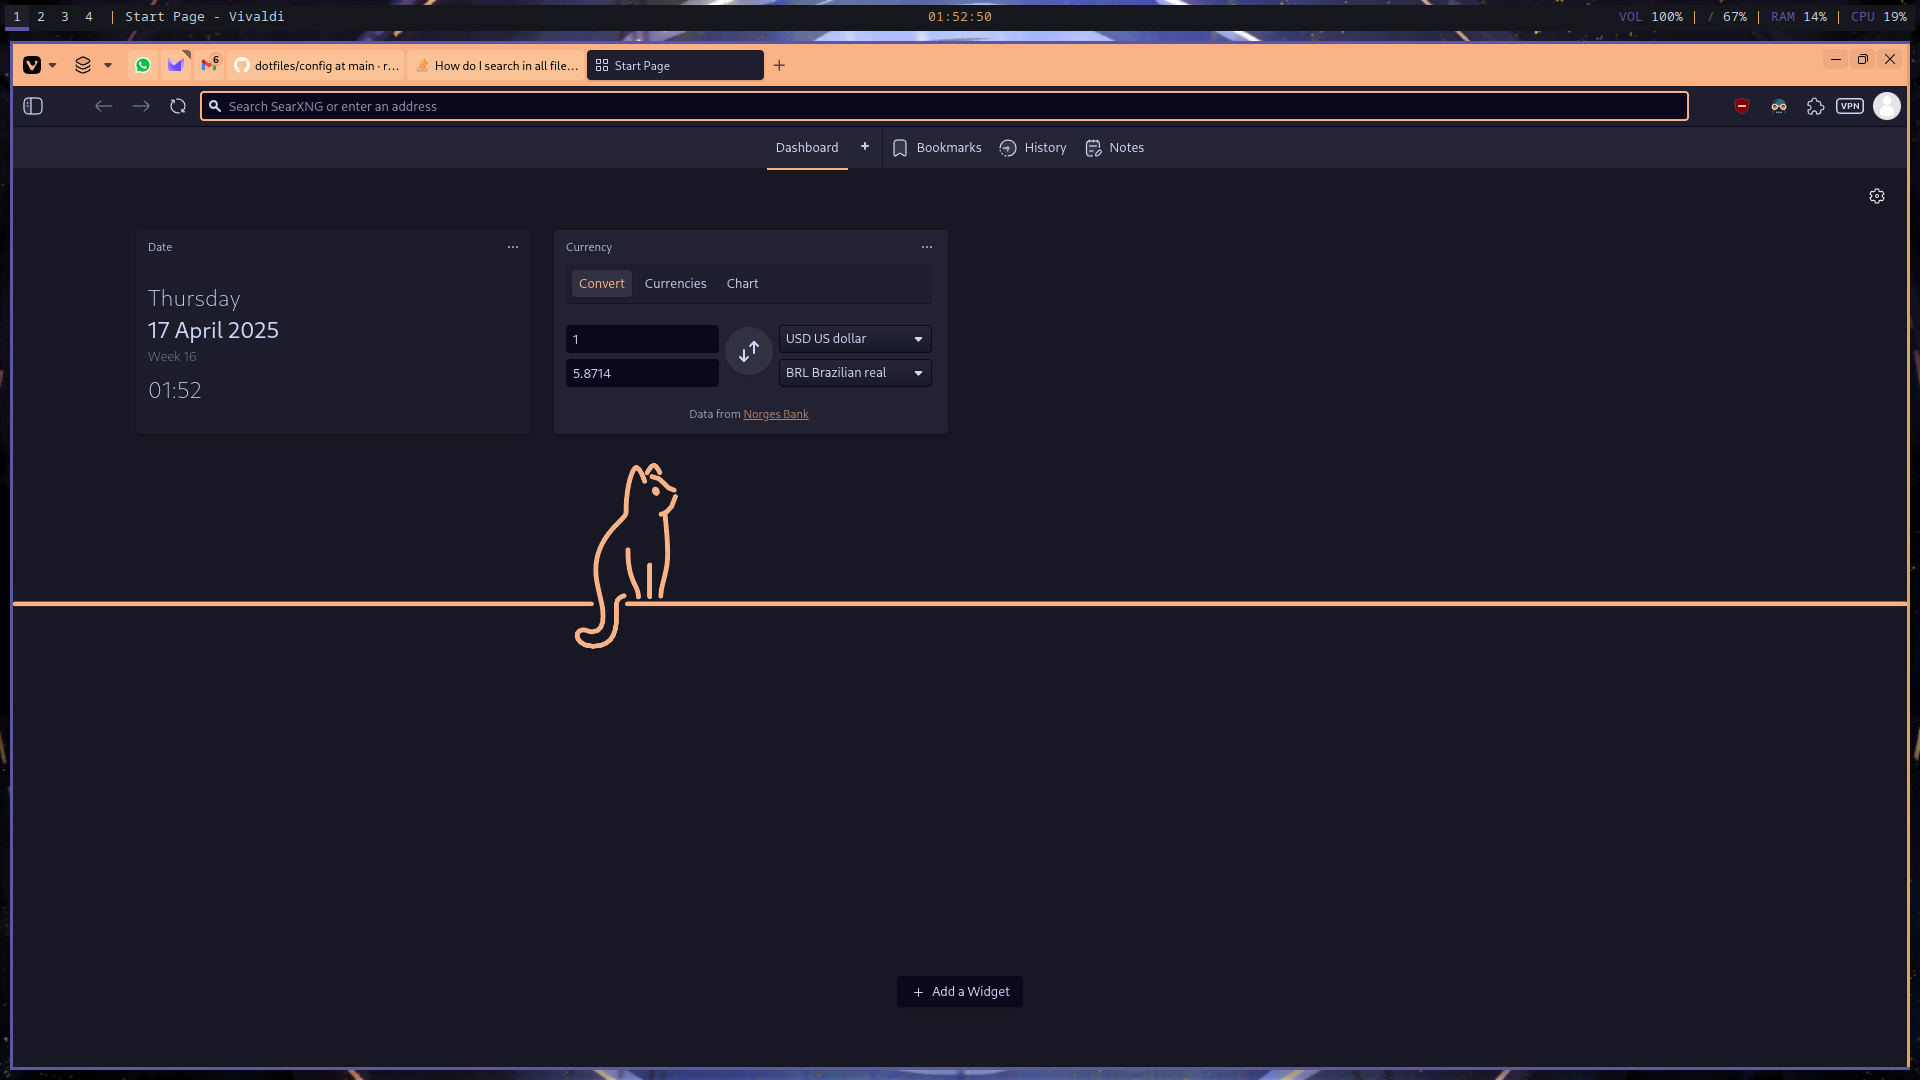 1 2 3 4 | Start Page - Vivaldi
01:52:50
VOL 100% | / 67% | RAM 14% | CPU 19%
6
dotfiles/config at main · r...
How do I search in all file...
Start Page
Search SearXNG or enter an address
VPN
Dashboard
Bookmarks
History
Notes
Date
Thursday
17 April 2025
Week 16
01:52
Currency
Convert Currencies Chart
1
USD US dollar
5.8714
BRL Brazilian real
Data from Norges Bank
Add a Widget